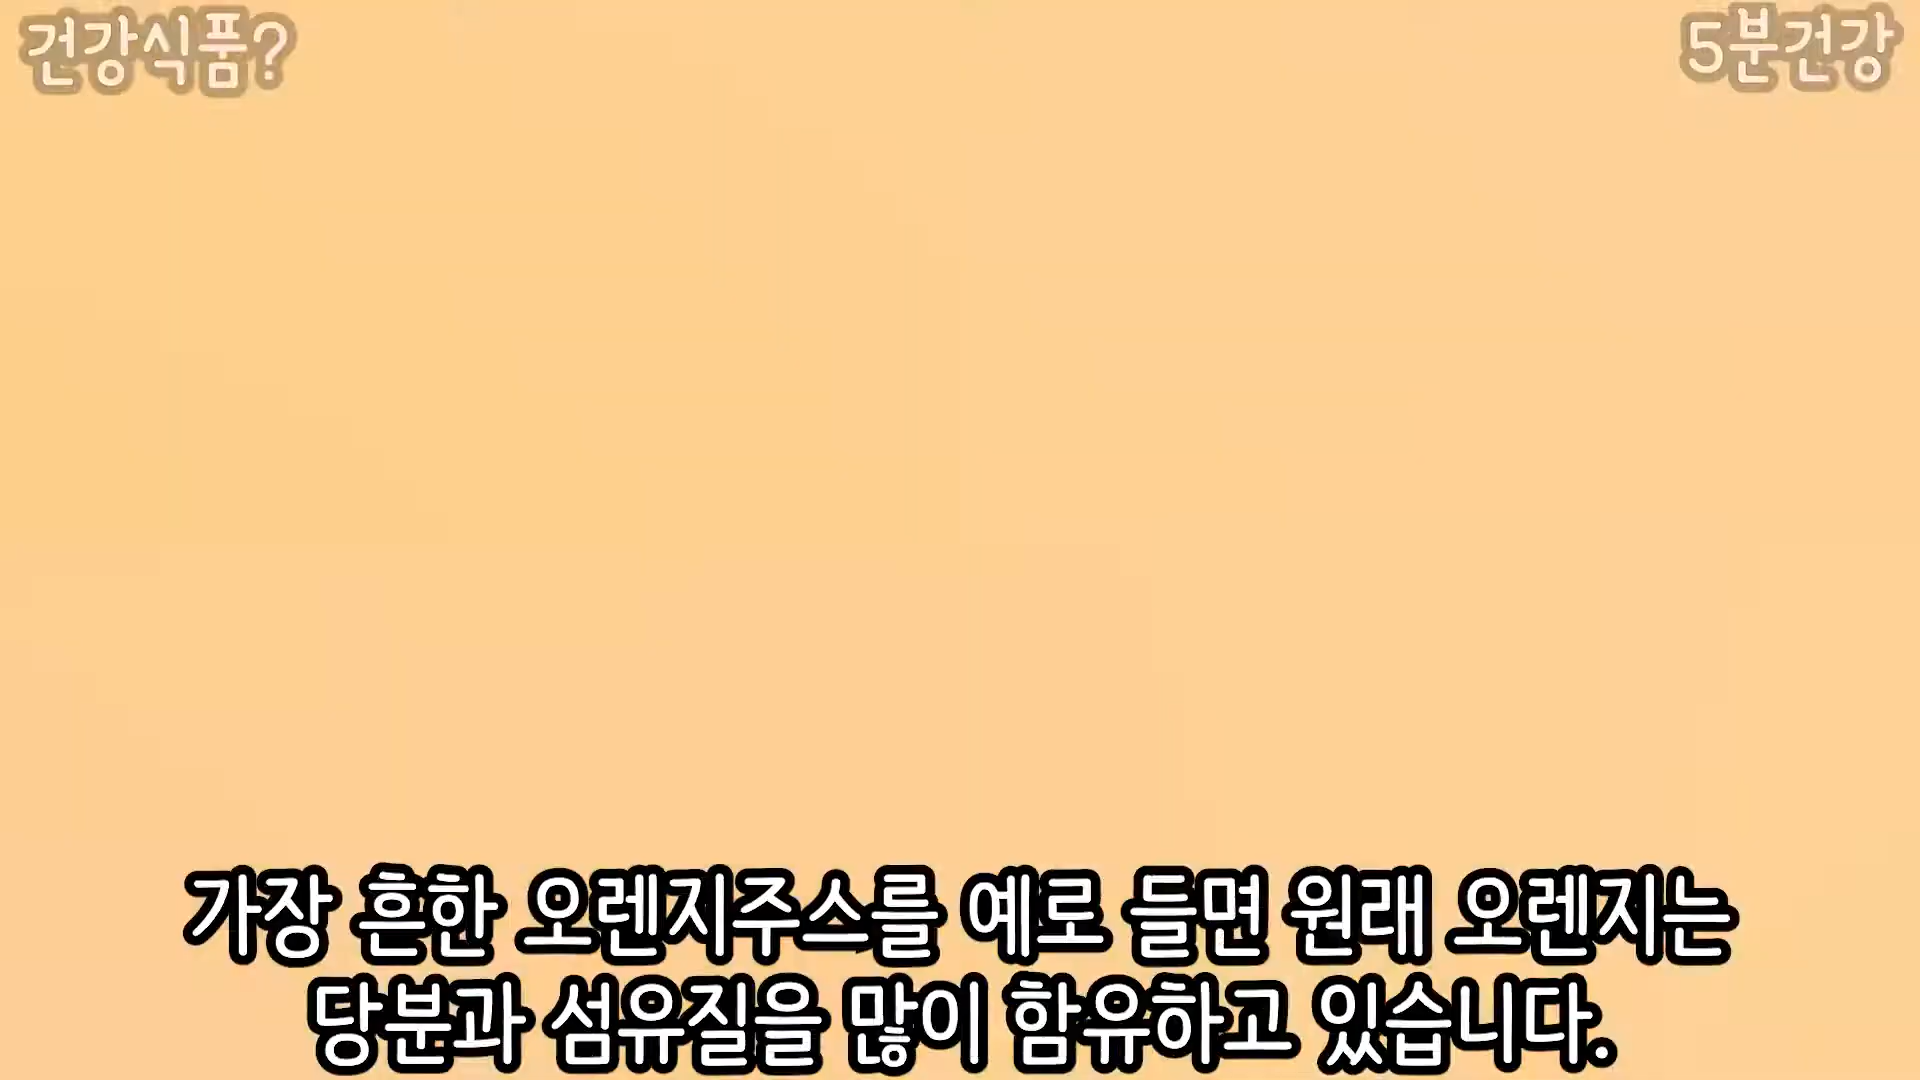 건강식품?
5분건강
가장 흔한 오렌지주스를 예로 들면 원래 오렌지는
당분과 섬유질을 많이 함유하고 있습니다.